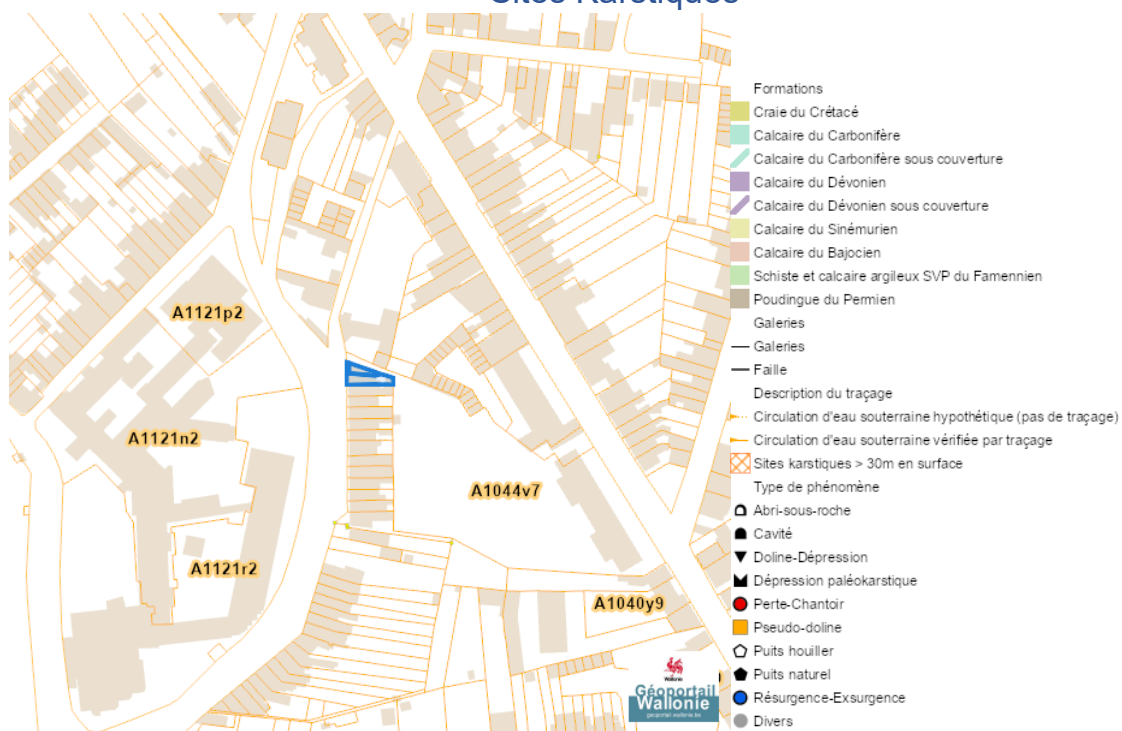 Sites Karstiques
Formations
Craie du Crétacé
Calcaire du Carbonifère
Calcaire du Carbonifère sous couverture
Calcaire du Dévonien
Calcaire du Dévonien sous couverture
Calcaire du Sinémurien
Calcaire du Bajocien
Schiste et calcaire argileux SVP du Famennien
Poudingue du Permien
Galeries
Galeries
Faille
Description du traçage
Circulation d'eau souterraine hypothétique (pas de traçage)
Circulation d'eau souterraine vérifiée par traçage
Sites karstiques > 30m en surface
Type de phénomène
Abri-sous-roche
Cavité
Doline-Dépression
Dépression paléokarstique
Perte-Chantoir
Pseudo-doline
Puits houiller
Puits naturel
Résurgence-Exsurgence
Divers
A1121p2
A1121n2
A1044v7
A1121r2
A1040y9
Wallonie
Géoportail
Wallonie
geoportail.wallonie.be